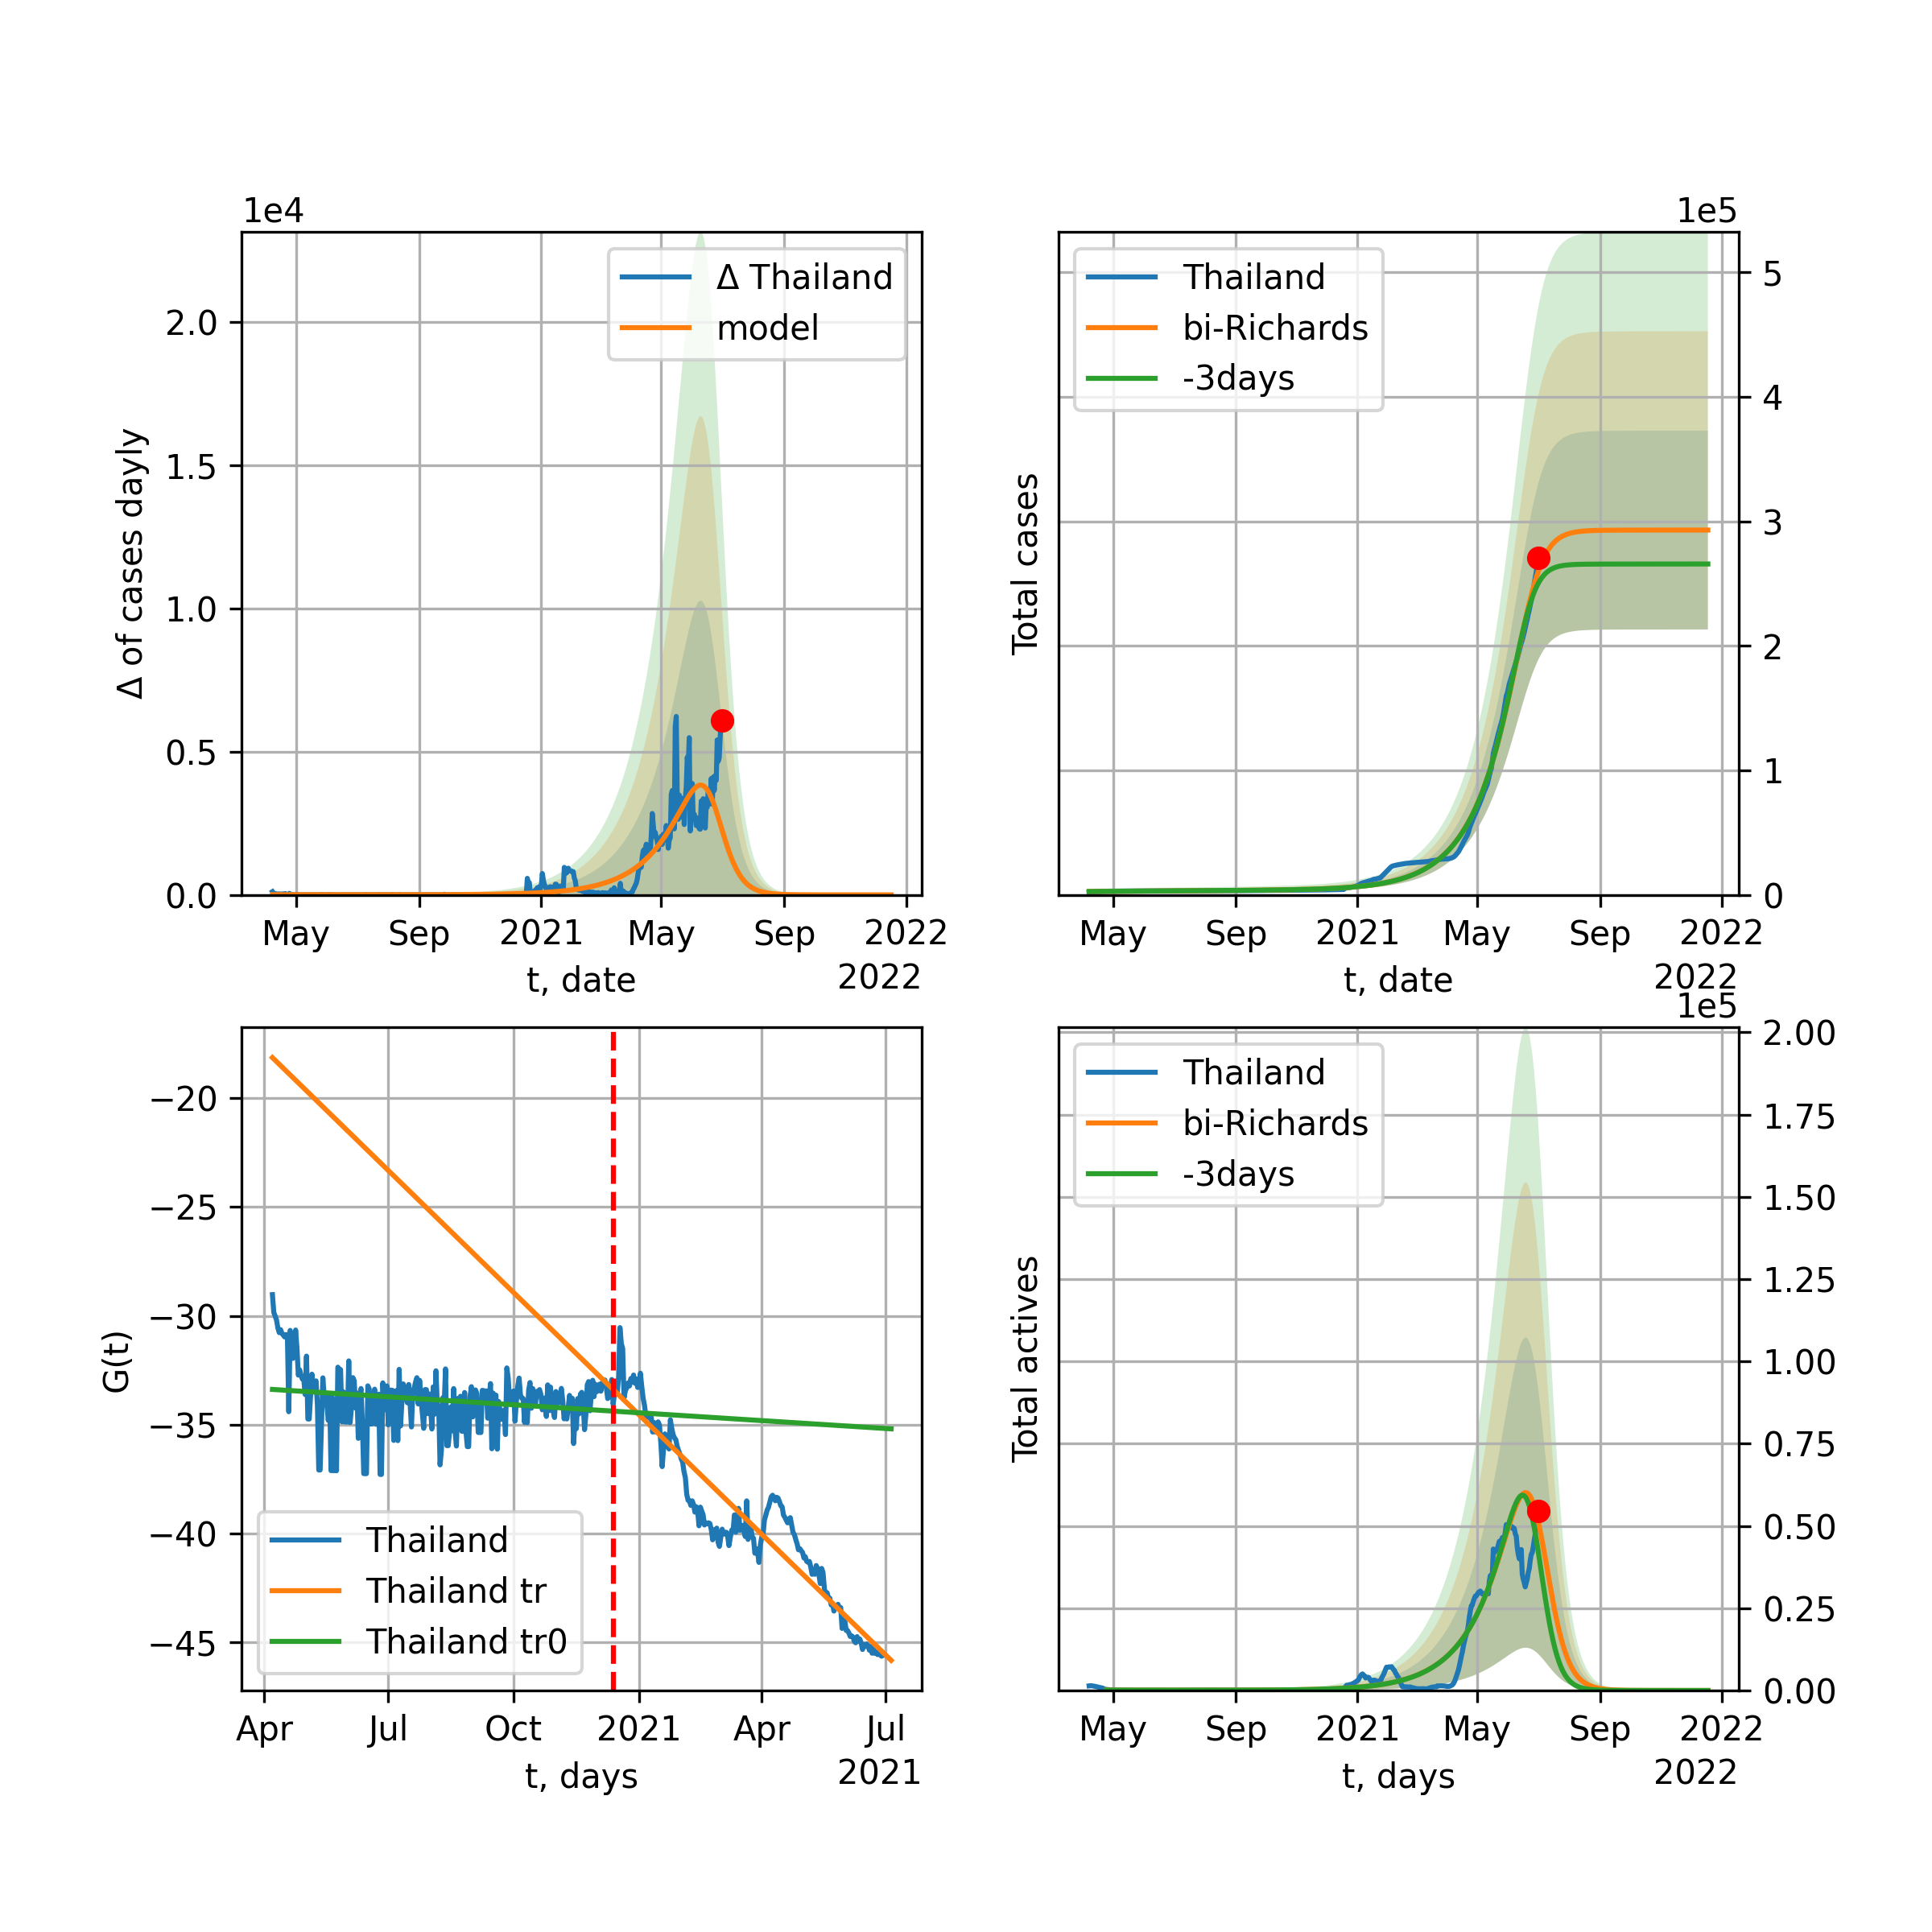 1e4
Δ of cases dayly
2.0
1.5
1.0
0.5
0.0
Δ Thailand
model
May Sep 2021 May Sep 2022
t, date
2022
1e5
Total cases
Thailand
bi-Richards
-3days
5
4
3
2
1
0
May Sep 2021 May Sep 2022
t, date
2022
G(t)
−20
−25
−30
−35
−40
−45
Thailand
Thailand tr
Thailand tr0
Apr Jul Oct 2021 Apr Jul
t, days
2021
1e5
Total actives
Thailand
bi-Richards
-3days
2.00
1.75
1.50
1.25
1.00
0.75
0.50
0.25
0.00
May Sep 2021 May Sep 2022
t, days
2022